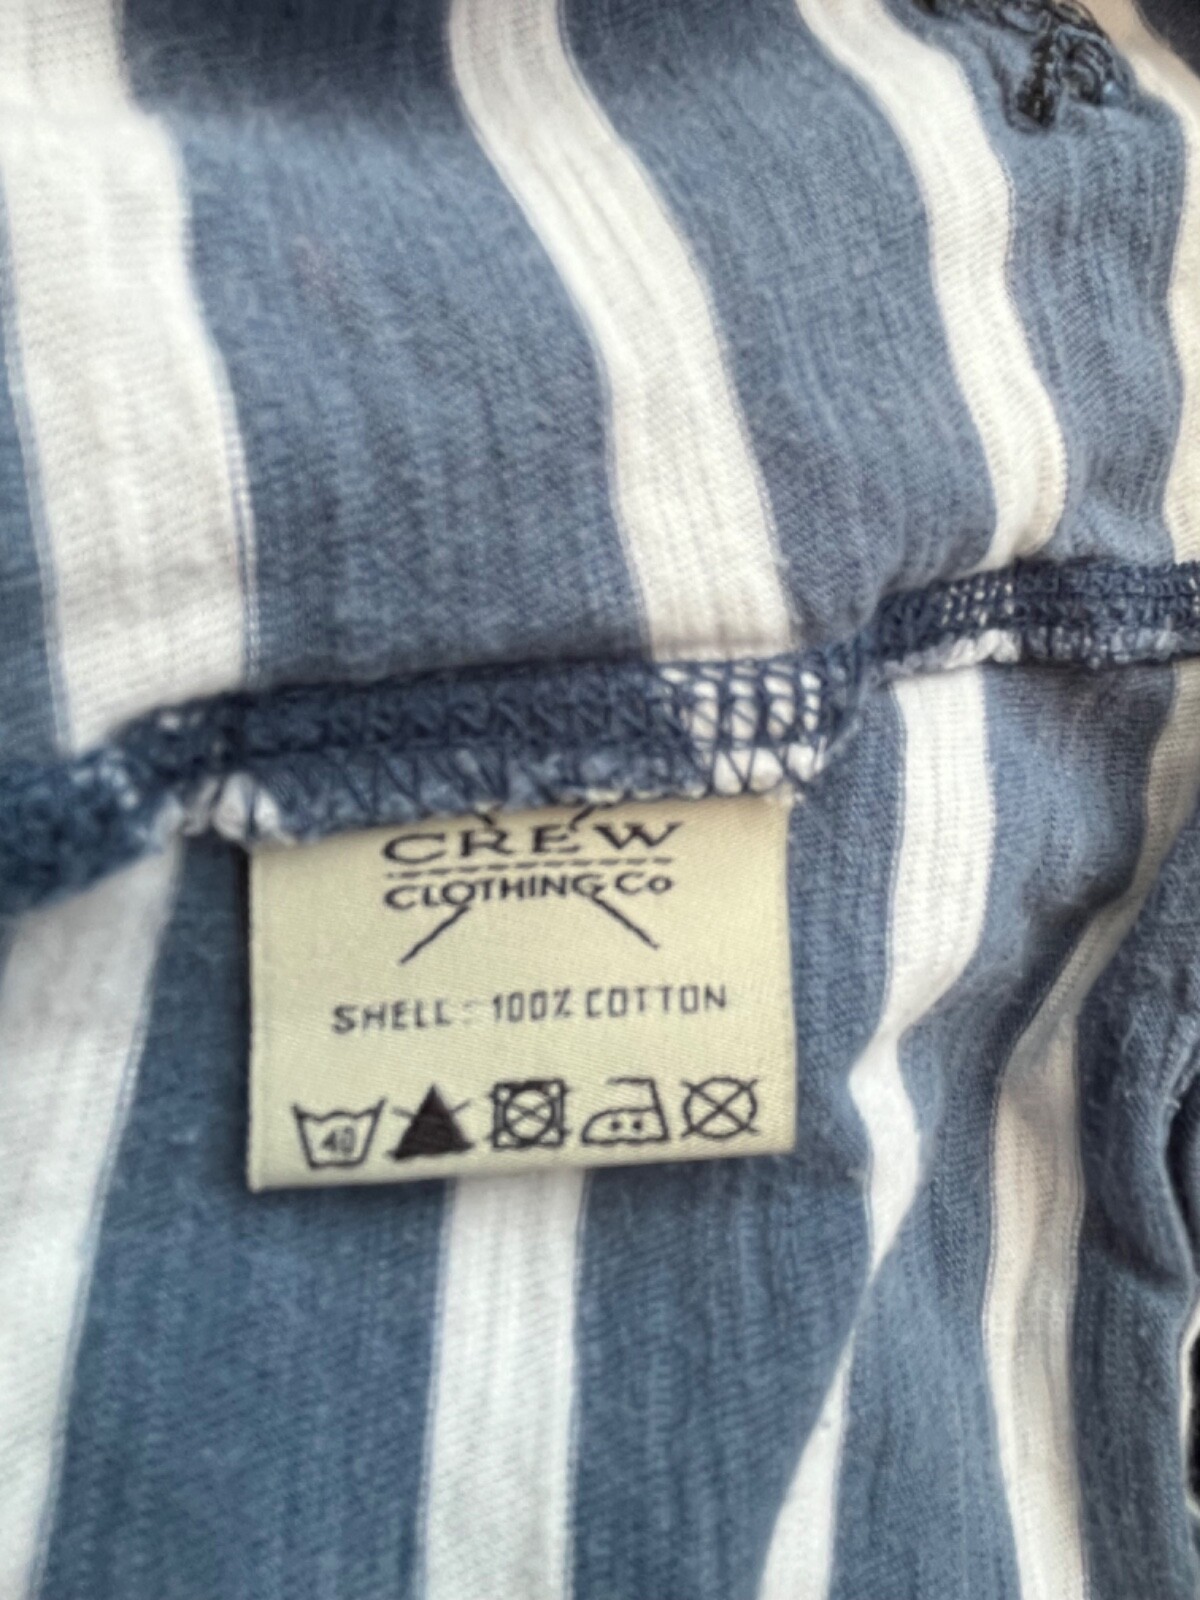 CREW
CLOTHING Co
SHELL : 100% COTTON
40